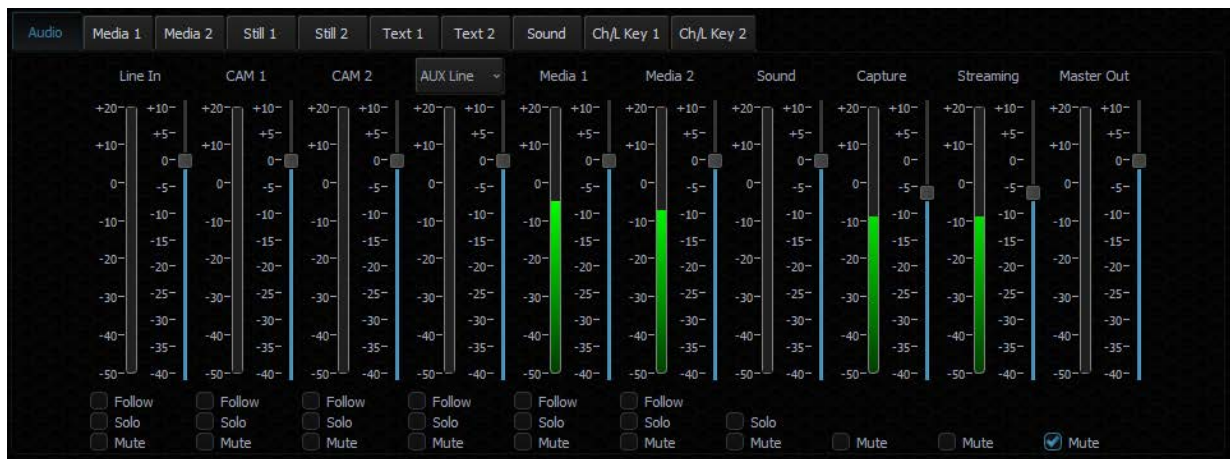 Audio Media 1 Media 2 Still 1 Still 2 Text 1 Text 2 Sound Ch/L Key 1 Ch/L Key 2
Line In CAM 1 CAM 2 AUX Line Media 1 Media 2 Sound Capture Streaming Master Out
+20 +10 +20 +10 +20 +10 +20 +10 +20 +10 +20 +10 +20 +10 +20 +10 +20 +10 +20 +10
+5 +5 +5 +5 +5 +5 +5 +5 +5 +5
+10 +10 +10 +10 +10 +10 +10 +10 +10 +10
0 0 0 0 0 0 0 0 0 0
0 -5 0 -5 0 -5 0 -5 0 -5 0 -5 0 -5 0 -5 0 -5 0 -5
-10 -10 -10 -10 -10 -10 -10 -10 -10 -10 -10 -10 -10 -10 -10 -10 -10 -10 -10 -10
-15 -15 -15 -15 -15 -15 -15 -15 -15 -15
-20 -20 -20 -20 -20 -20 -20 -20 -20 -20 -20 -20 -20 -20 -20 -20 -20 -20 -20 -20
-30 -25 -30 -25 -30 -25 -30 -25 -30 -25 -30 -25 -30 -25 -30 -25 -30 -25 -30 -25
-30 -30 -30 -30 -30 -30 -30 -30 -30 -30
-40 -35 -40 -35 -40 -35 -40 -35 -40 -35 -40 -35 -40 -35 -40 -35 -40 -35 -40 -35
-50 -40 -50 -40 -50 -40 -50 -40 -50 -40 -50 -40 -50 -40 -50 -40 -50 -40 -50 -40
Follow Follow Follow Follow Follow Follow
Solo Solo Solo Solo Solo Solo Solo
Mute Mute Mute Mute Mute Mute Mute Mute Mute Mute